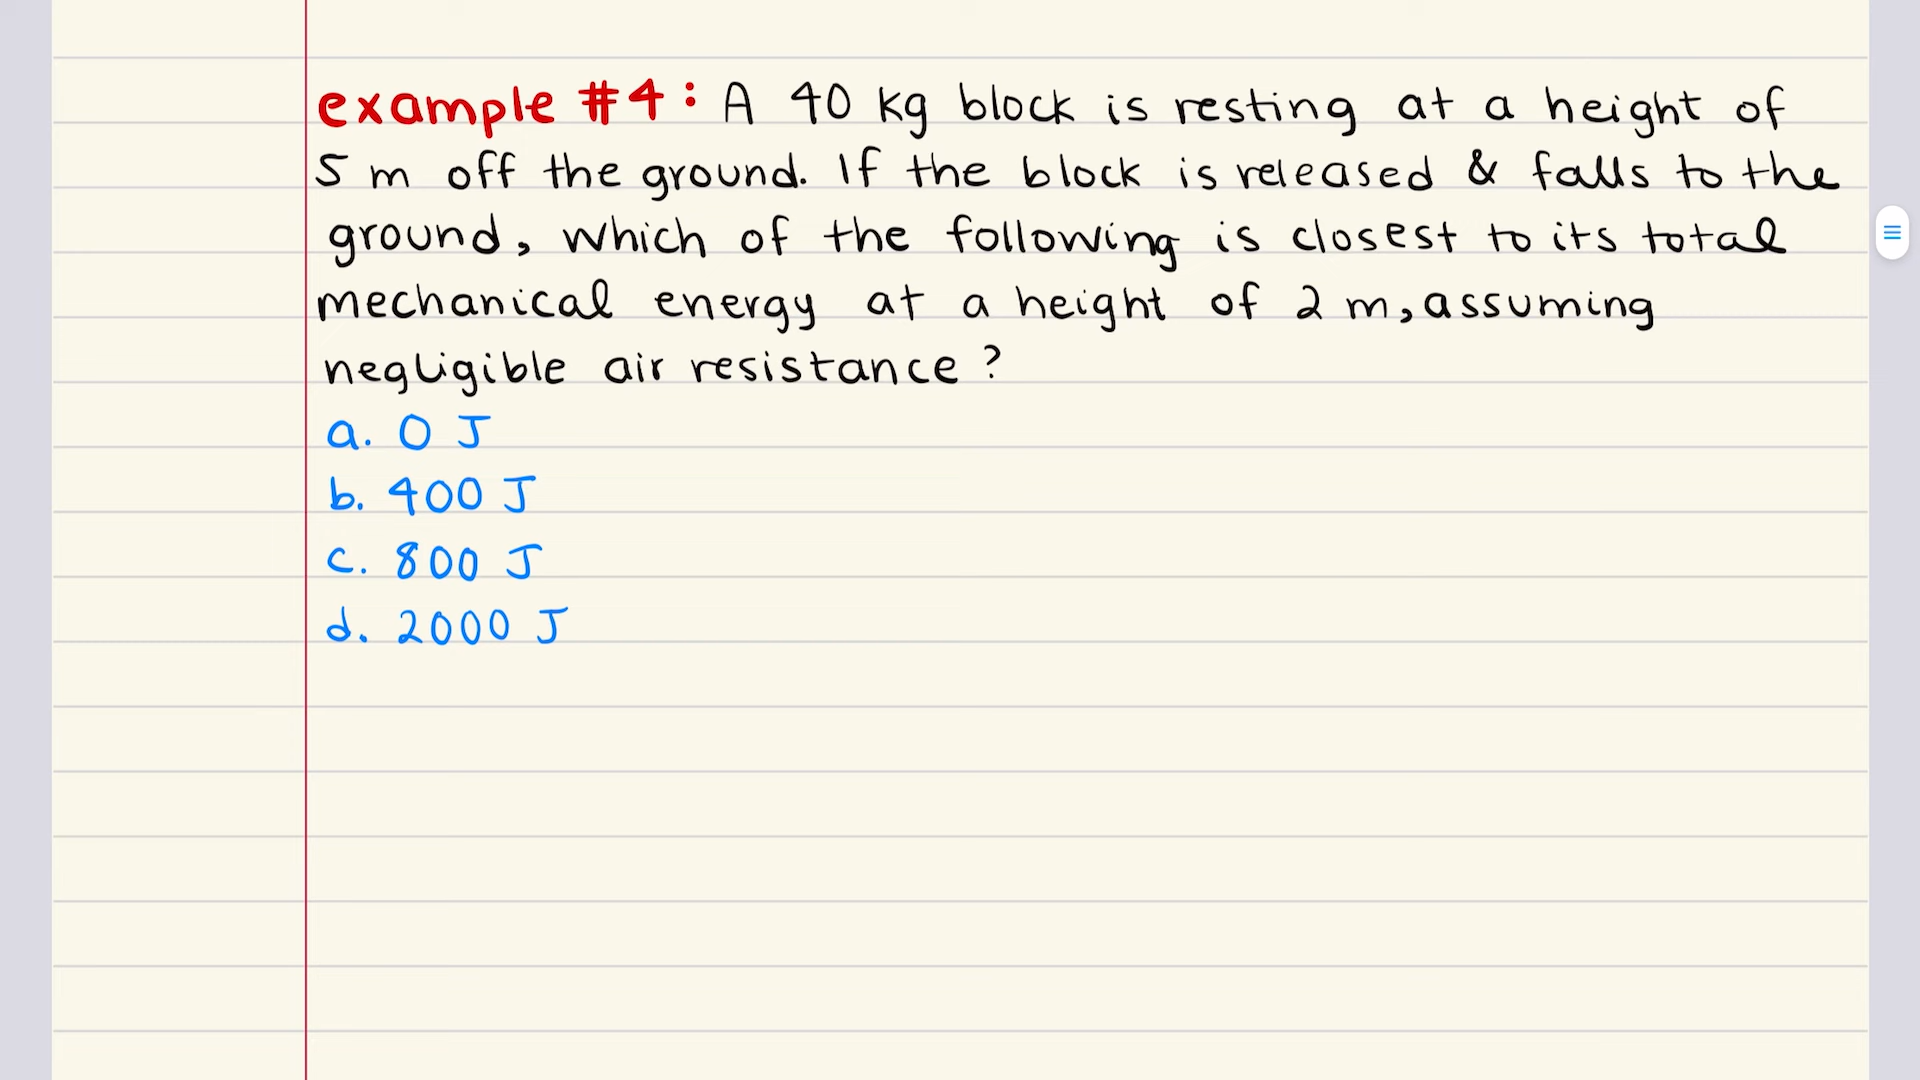 example #4: A 40 kg block is resting at a height of
5 m off the ground. If the block is released & falls to the
ground, which of the following is closest to its total
mechanical energy at a height of 2 m, assuming
negligible air resistance?
a. 0 J
b. 400 J
c. 800 J
d. 2000 J